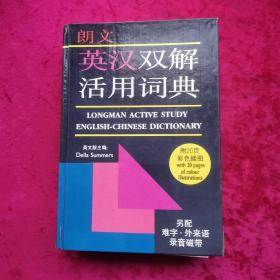 朗文
英汉双解
活用词典
LONGMAN ACTIVE STUDY
ENGLISH-CHINESE DICTIONARY
英文版主编:
Della Summers
附20页
彩色插图
with 20 pages
of colour
illustrations
另配
难字·外来语
录音磁带